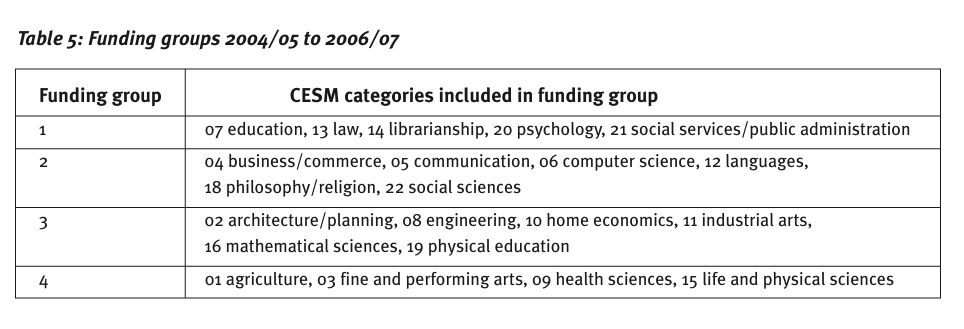 Table 5: Funding groups 2004/05 to 2006/07
Funding group CESM categories included in funding group
1 07 education, 13 law, 14 librarianship, 20 psychology, 21 social services/public administration
2 04 business/commerce, 05 communication, 06 computer science, 12 languages,
18 philosophy/religion, 22 social sciences
3 02 architecture/planning, 08 engineering, 10 home economics, 11 industrial arts,
16 mathematical sciences, 19 physical education
4 01 agriculture, 03 fine and performing arts, 09 health sciences, 15 life and physical sciences